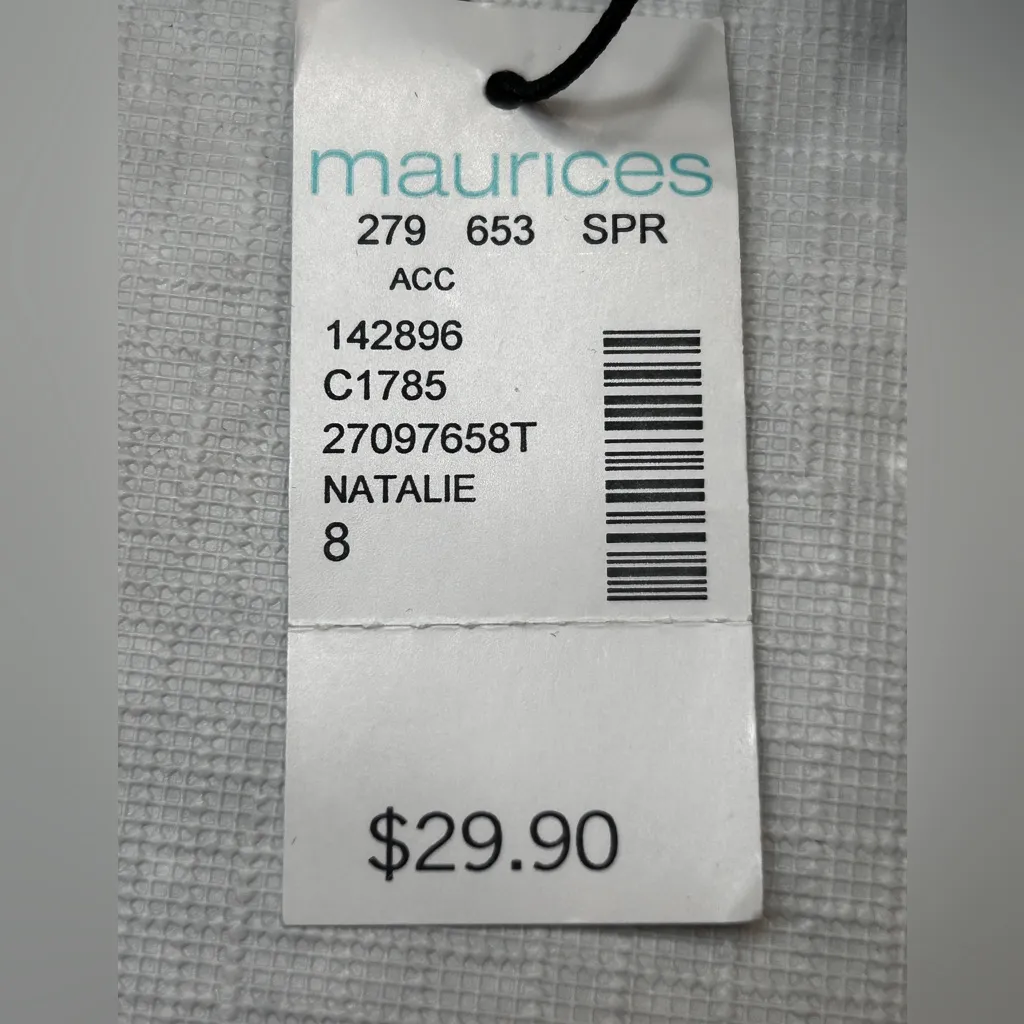 maurices
279 653 SPR
ACC
142896
C1785
27097658T
NATALIE
8
$29.90